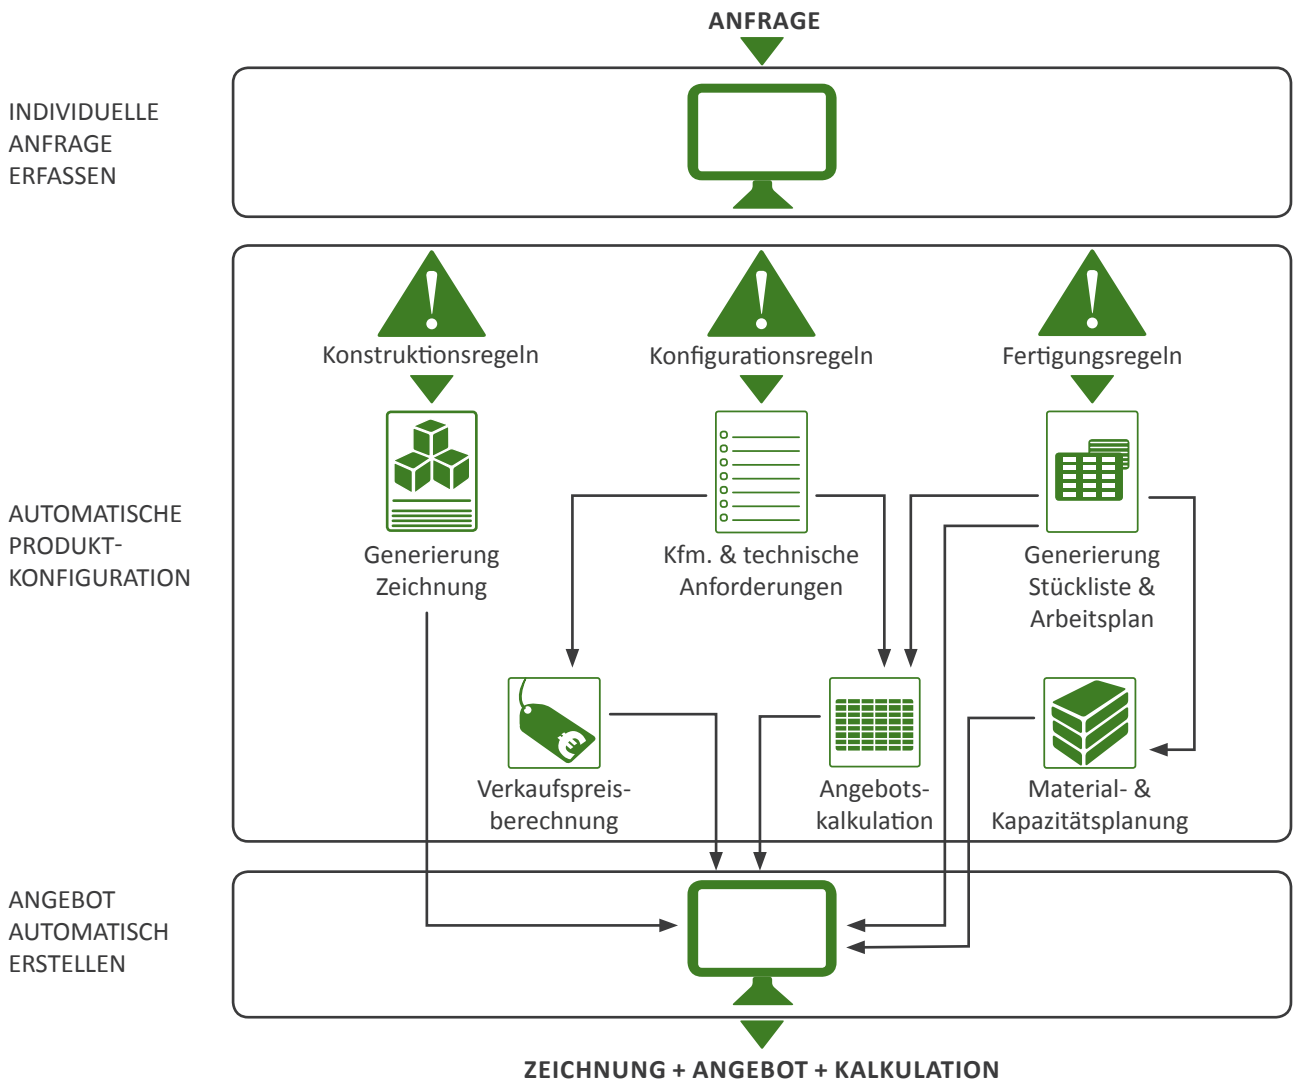 ANFRAGE
INDIVIDUELLE
ANFRAGE
ERFASSEN
Konstruktionsregeln
Konfigurationsregeln
Fertigungsregeln
AUTOMATISCHE
PRODUKT-
KONFIGURATION
Generierung
Zeichnung
Kfm. & technische
Anforderungen
Generierung
Stückliste &
Arbeitsplan
€
Verkaufspreis-
berechnung
Angebots-
kalkulation
Material- &
Kapazitätsplanung
ANGEBOT
AUTOMATISCH
ERSTELLEN
ZEICHNUNG + ANGEBOT + KALKULATION